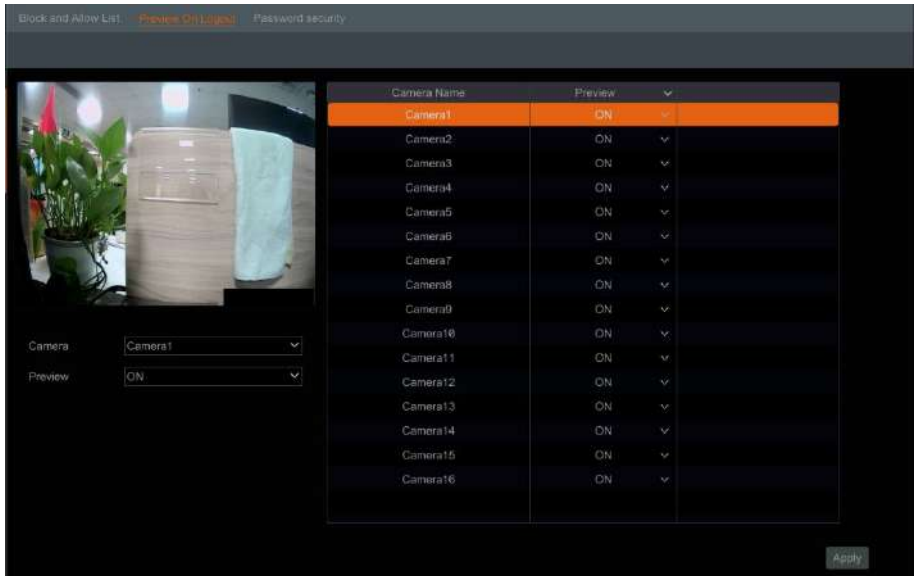 Block and Allow List Preview On Logout Password security
Camera Name Preview
Camera1 ON
Camera2 ON
Camera3 ON
Camera4 ON
Camera5 ON
Camera6 ON
Camera7 ON
Camera8 ON
Camera9 ON
Camera10 ON
Camera11 ON
Camera12 ON
Camera13 ON
Camera14 ON
Camera15 ON
Camera16 ON
Camera Camera1
Preview ON
Apply